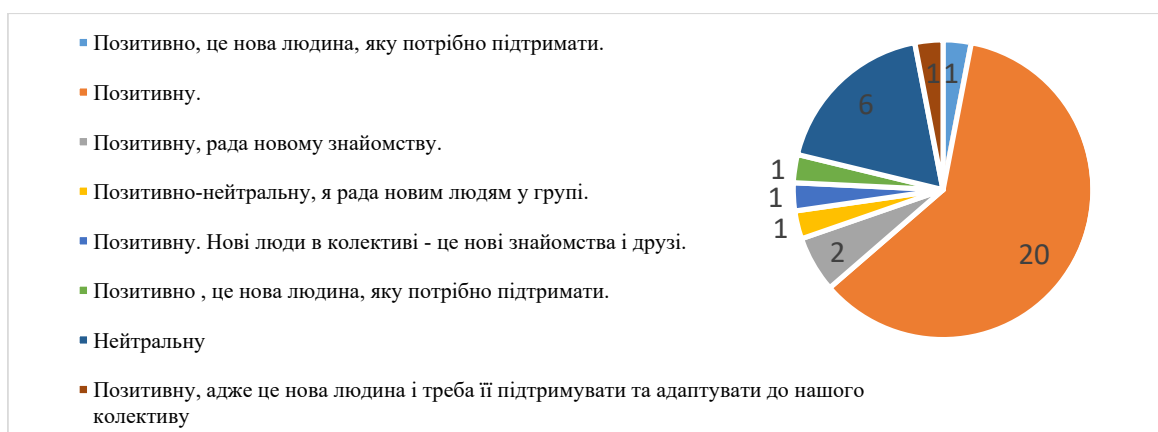 Позитивно, це нова людина, яку потрібно підтримати.
Позитивну.
Позитивну, рада новому знайомству.
Позитивно-нейтральну, я рада новим людям у групі.
Позитивну. Нові люди в колективі - це нові знайомства і друзі.
Позитивно , це нова людина, яку потрібно підтримати.
Нейтральну
Позитивну, адже це нова людина і треба її підтримувати та адаптувати до нашого
колективу
1
20
2
1
1
1
6
1